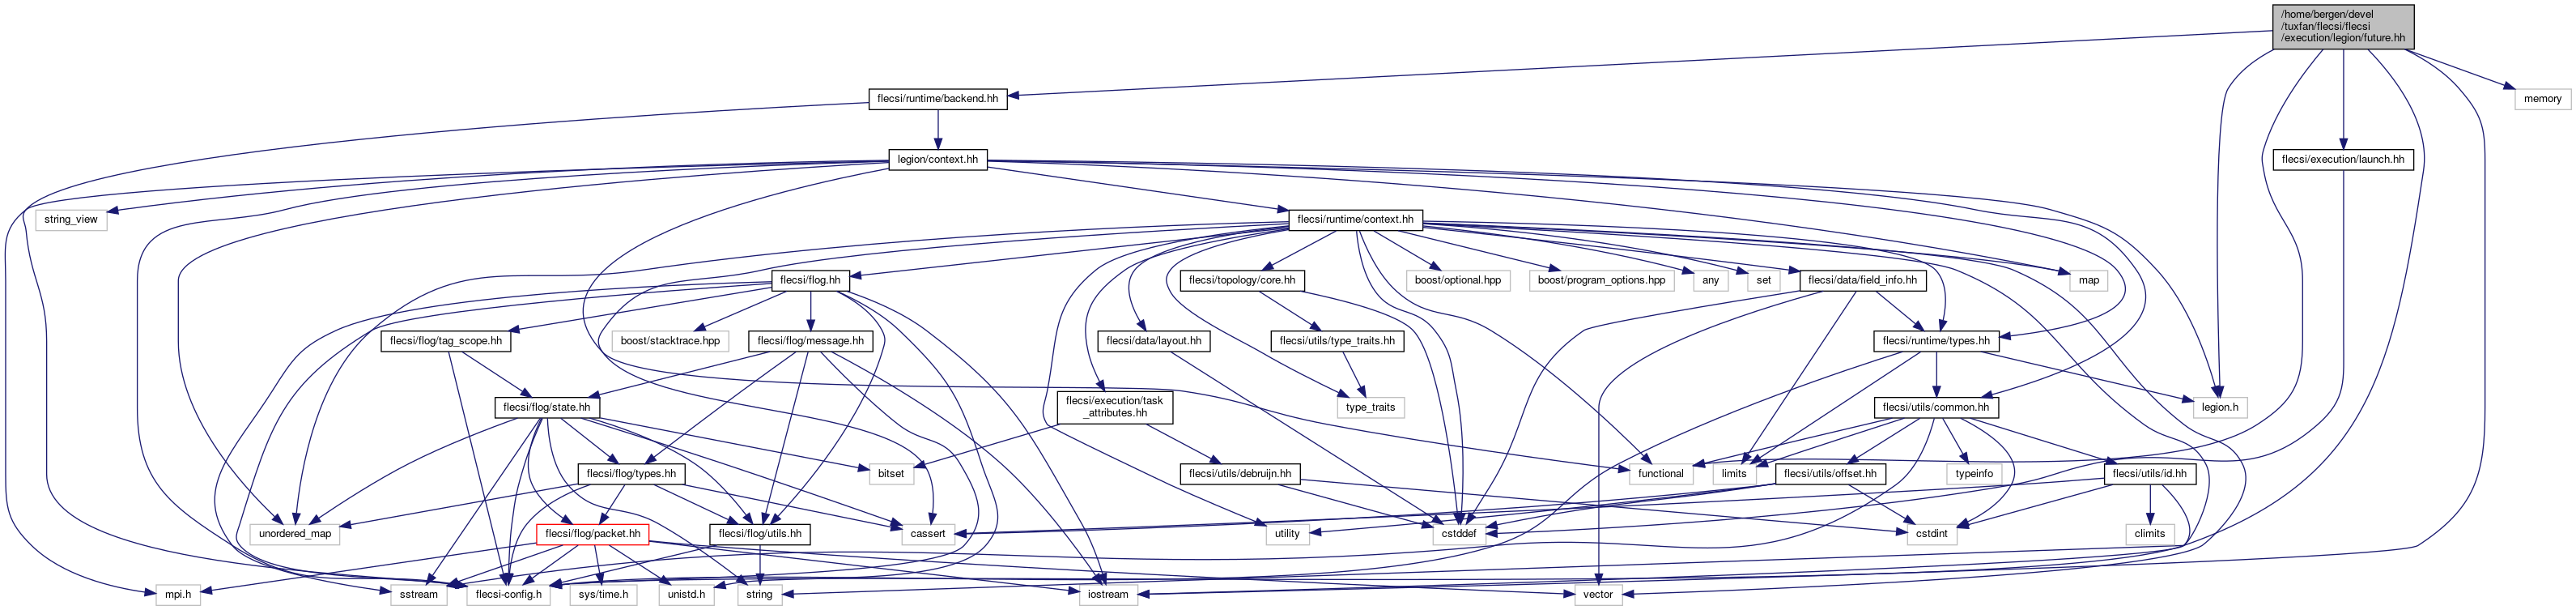 /home/bergen/devel
/tuxfan/flecsi/flecsi
/execution/legion/future.hh
flecsi/runtime/backend.hh
memory
legion/context.hh
flecsi/execution/launch.hh
string_view
flecsi/runtime/context.hh
flecsi/flog.hh
flecsi/topology/core.hh
boost/optional.hpp
boost/program_options.hpp
any
set
flecsi/data/field_info.hh
map
flecsi/flog/tag_scope.hh
boost/stacktrace.hpp
flecsi/flog/message.hh
flecsi/data/layout.hh
flecsi/utils/type_traits.hh
flecsi/runtime/types.hh
flecsi/flog/state.hh
flecsi/execution/task
_attributes.hh
type_traits
flecsi/utils/common.hh
legion.h
flecsi/flog/types.hh
bitset
flecsi/utils/debruijn.hh
functional
limits
flecsi/utils/offset.hh
typeinfo
flecsi/utils/id.hh
unordered_map
flecsi/flog/packet.hh
flecsi/flog/utils.hh
cassert
utility
cstddef
cstdint
climits
mpi.h
sstream
flecsi-config.h
sys/time.h
unistd.h
string
iostream
vector